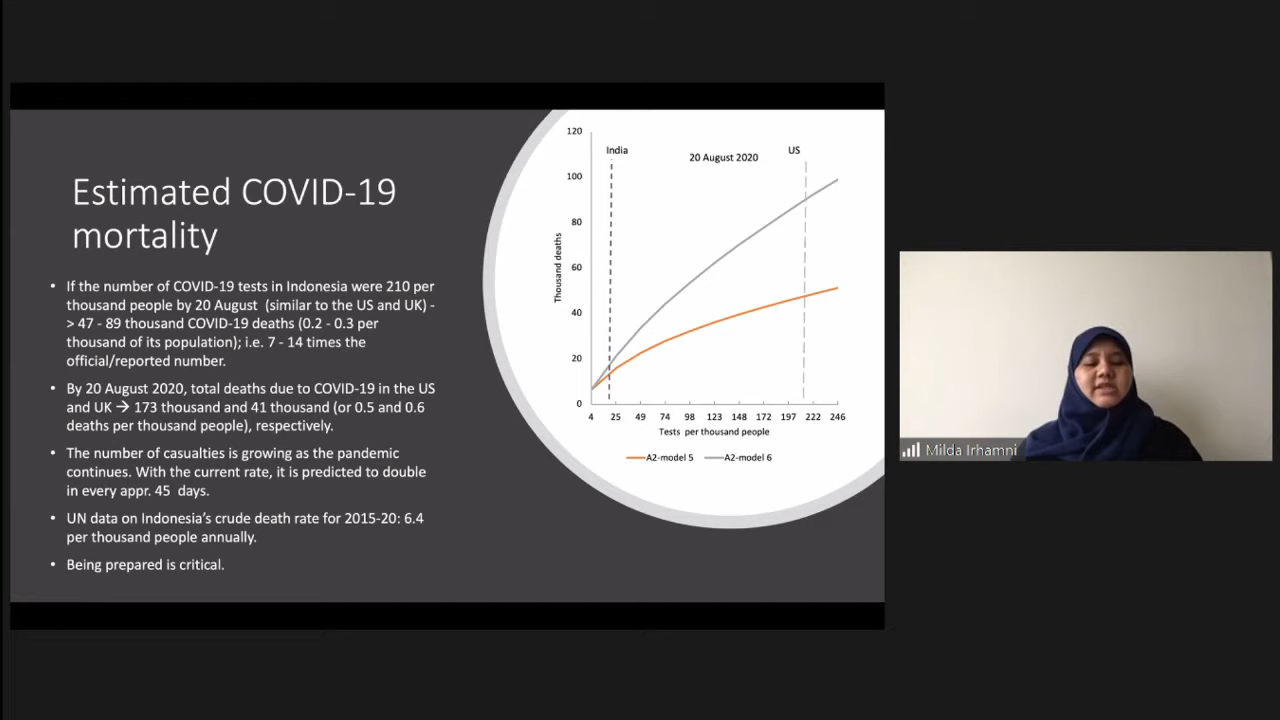 Estimated COVID-19
mortality
• If the number of COVID-19 tests in Indonesia were 210 per
thousand people by 20 August (similar to the US and UK) -
> 47 - 89 thousand COVID-19 deaths (0.2 - 0.3 per
thousand of its population); i.e. 7 - 14 times the
official/reported number.
• By 20 August 2020, total deaths due to COVID-19 in the US
and UK → 173 thousand and 41 thousand (or 0.5 and 0.6
deaths per thousand people), respectively.
• The number of casualties is growing as the pandemic
continues. With the current rate, it is predicted to double
in every appr. 45 days.
• UN data on Indonesia's crude death rate for 2015-20: 6.4
per thousand people annually.
• Being prepared is critical.
India
20 August 2020
US
Thousand deaths
120
100
80
60
40
20
0
4 25 49 74 98 123 148 172 197 222 246
Tests per thousand people
A2-model 5 A2-model 6
Milda Irhamni